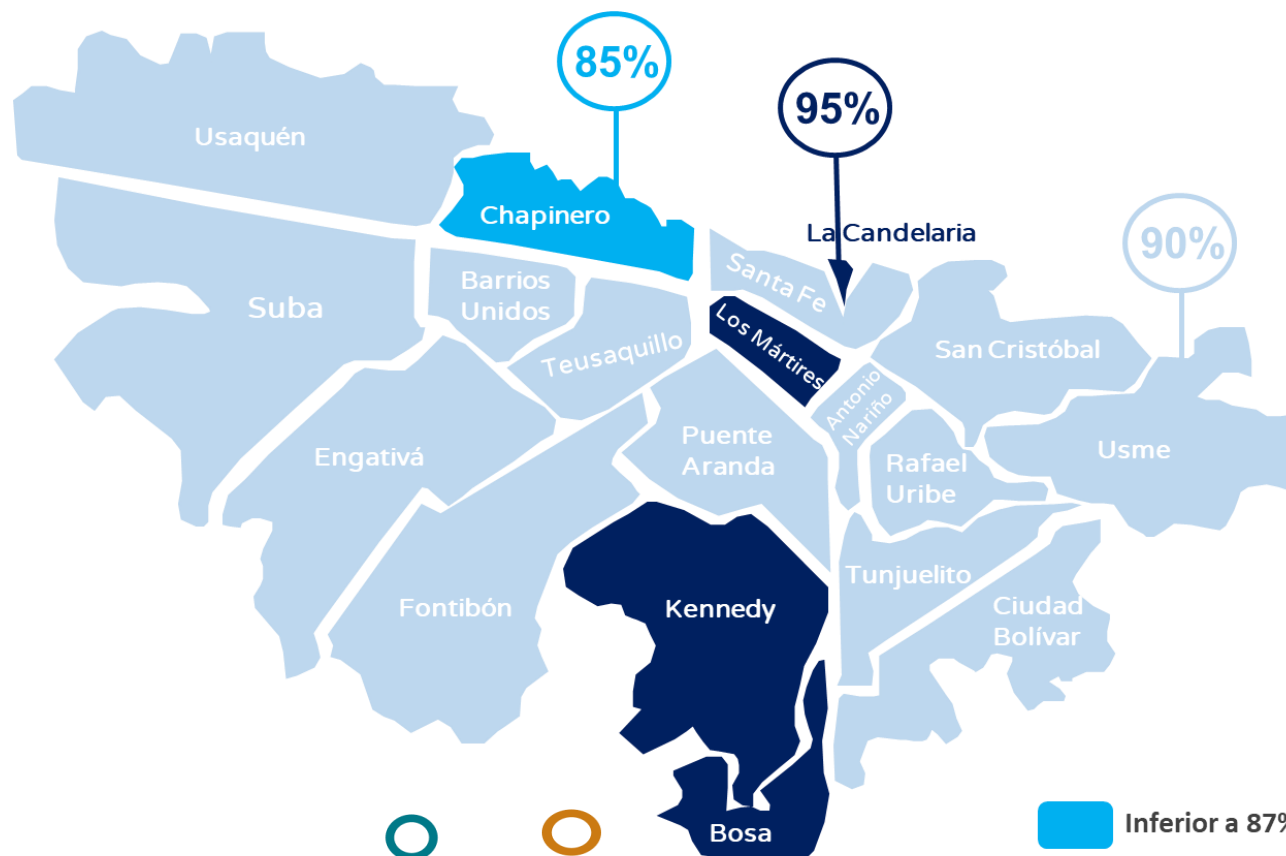 85%
95%
Usaquén
Chapinero
La Candelaria
90%
Santa Fe
Barrios
Unidos
Suba
Los Mártires
San Cristóbal
Teusaquillo
Antonio
Nariño
Puente
Aranda
Engativá
Rafael
Uribe
Usme
Tunjuelito
Fontibón
Kennedy
Ciudad
Bolívar
Bosa
Inferior a 87%